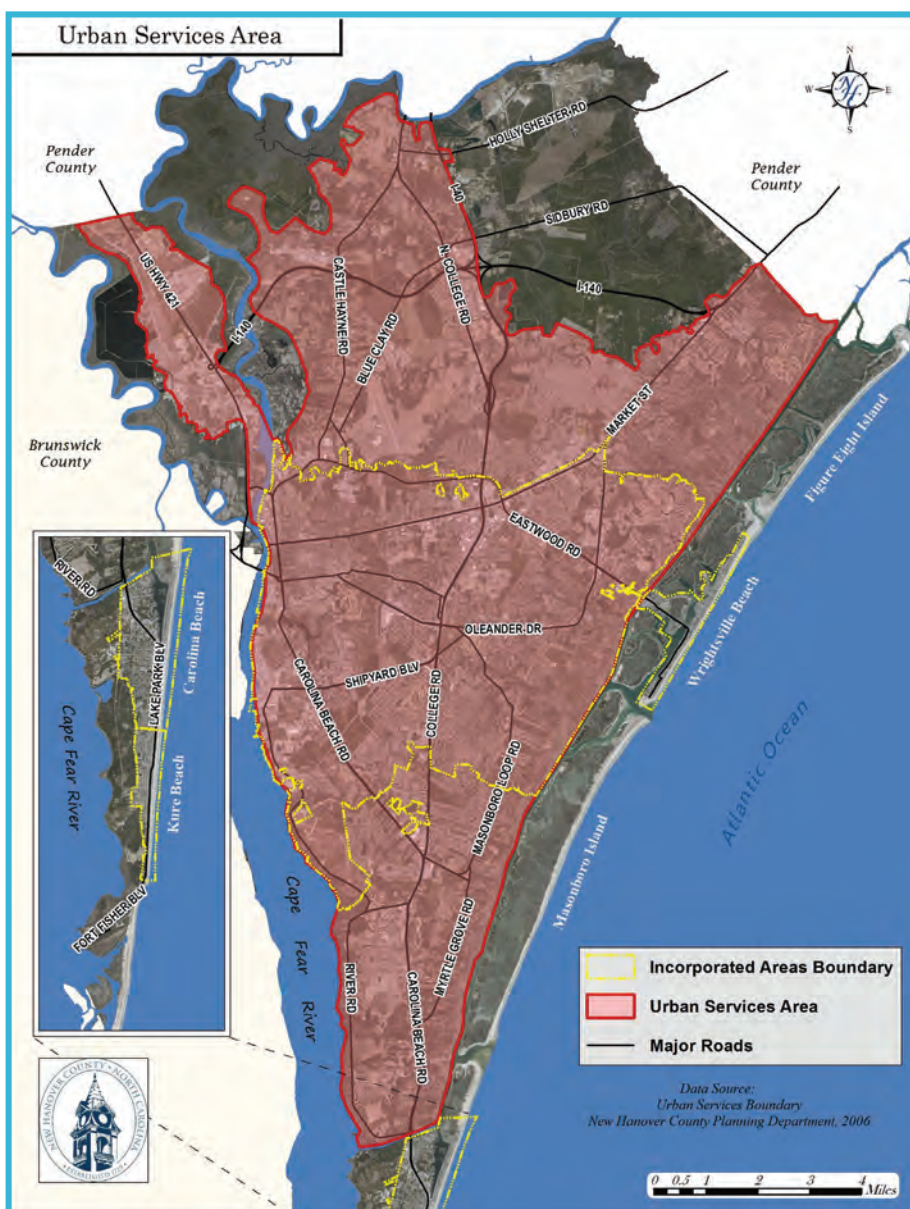 Urban Services Area
N
W
E
S
NH
Pender
County
HOLLY SHELTER RD
Pender
County
I-40
SIDBURY RD
US HWY 421
CASTLE HAYNE RD
N. COLLEGE RD
I-140
I-140
BLUE CLAY RD
MARKET ST
Brunswick
County
Figure Eight Island
EASTWOOD RD
RIVER RD
Carolina Beach
LAKE PARK BLV
Cape Fear River
Kure Beach
FORT FISHER BLV
OLEANDER DR
Wrightsville Beach
SHIPYARD BLV
CAROLINA BEACH RD
COLLEGE RD
MASONBORO LOOP RD
Atlantic Ocean
Masonboro Island
Cape Fear River
MYRTLE GROVE RD
RIVER RD
CAROLINA BEACH RD
Incorporated Areas Boundary
Urban Services Area
Major Roads
NEW HANOVER COUNTY • NORTH CAROLINA
ESTABLISHED 1729
Data Source:
Urban Services Boundary
New Hanover County Planning Department, 2006
0 0.5 1 2 3 4
Miles